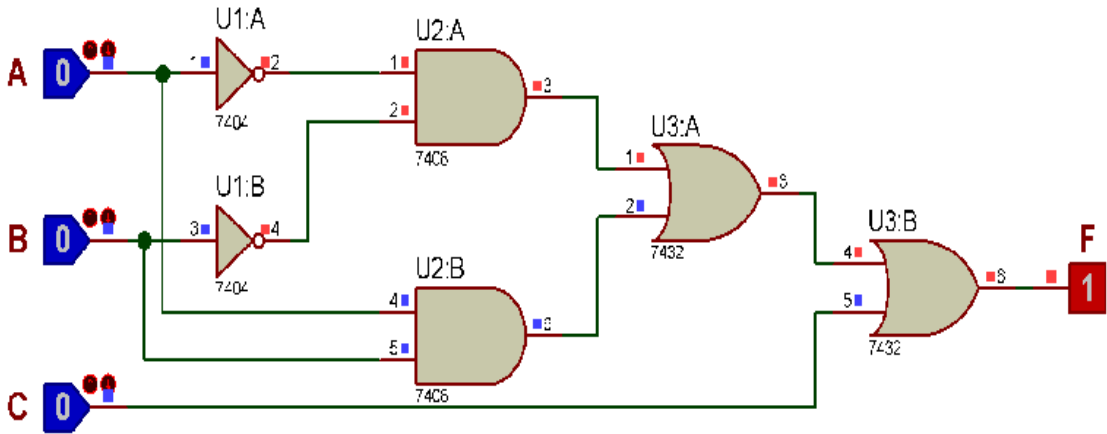 U1:A
U2:A
A 0 1 2 1 3
7404 2
7408
U3:A
1
U1:B 2 3
B 0 3 4 7432
7404
U3:B F
U2:B 4 6 1
4 6 5
5 7432
7408
C 0